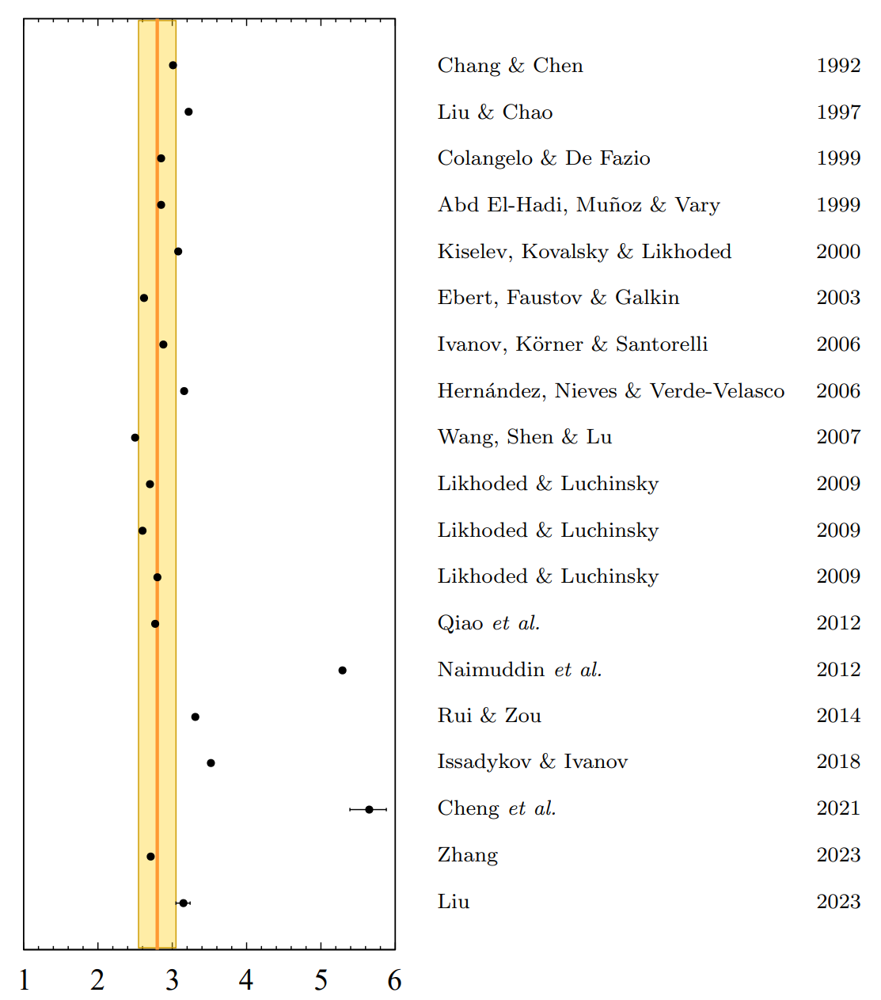 Chang & Chen 1992
Liu & Chao 1997
Colangelo & De Fazio 1999
Abd El-Hadi, Muñoz & Vary 1999
Kiselev, Kovalsky & Likhoded 2000
Ebert, Faustov & Galkin 2003
Ivanov, Körner & Santorelli 2006
Hernández, Nieves & Verde-Velasco 2006
Wang, Shen & Lu 2007
Likhoded & Luchinsky 2009
Likhoded & Luchinsky 2009
Likhoded & Luchinsky 2009
Qiao et al. 2012
Naimuddin et al. 2012
Rui & Zou 2014
Issadykov & Ivanov 2018
Cheng et al. 2021
Zhang 2023
Liu 2023
1 2 3 4 5 6